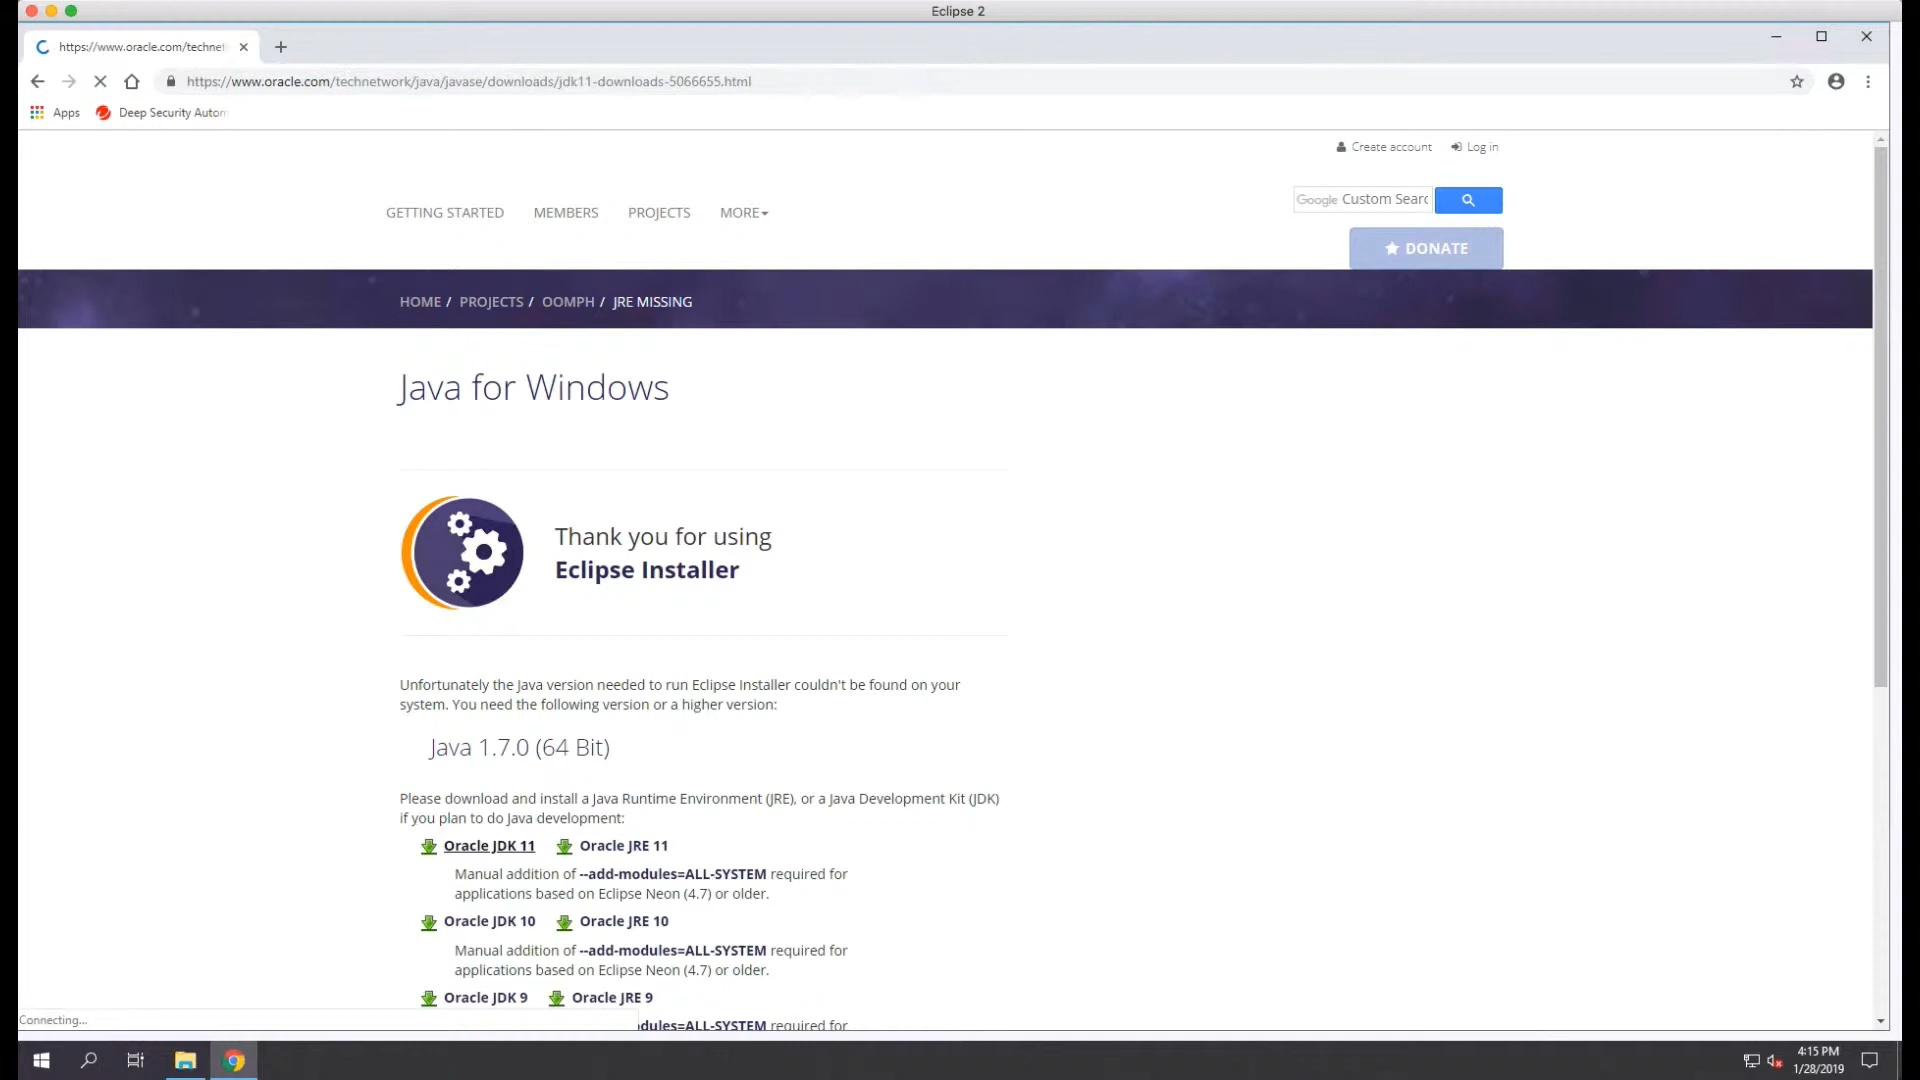 Eclipse 2
https://www.oracle.com/technet
https://www.oracle.com/technetwork/java/javase/downloads/jdk11-downloads-5066655.html
Apps
Deep Security Autom
Create account
Log in
GETTING STARTED
MEMBERS
PROJECTS
MORE
Google Custom Searc
DONATE
HOME / PROJECTS / OOMPH / JRE MISSING
Java for Windows
Thank you for using
Eclipse Installer
Unfortunately the Java version needed to run Eclipse Installer couldn't be found on your
system. You need the following version or a higher version:
Java 1.7.0 (64 Bit)
Please download and install a Java Runtime Environment (JRE), or a Java Development Kit (JDK)
if you plan to do Java development:
Oracle JDK 11 Oracle JRE 11
Manual addition of --add-modules=ALL-SYSTEM required for
applications based on Eclipse Neon (4.7) or older.
Oracle JDK 10 Oracle JRE 10
Manual addition of --add-modules=ALL-SYSTEM required for
applications based on Eclipse Neon (4.7) or older.
Oracle JDK 9 Oracle JRE 9
odules=ALL-SYSTEM required for
Connecting...
4:15 PM
1/28/2019